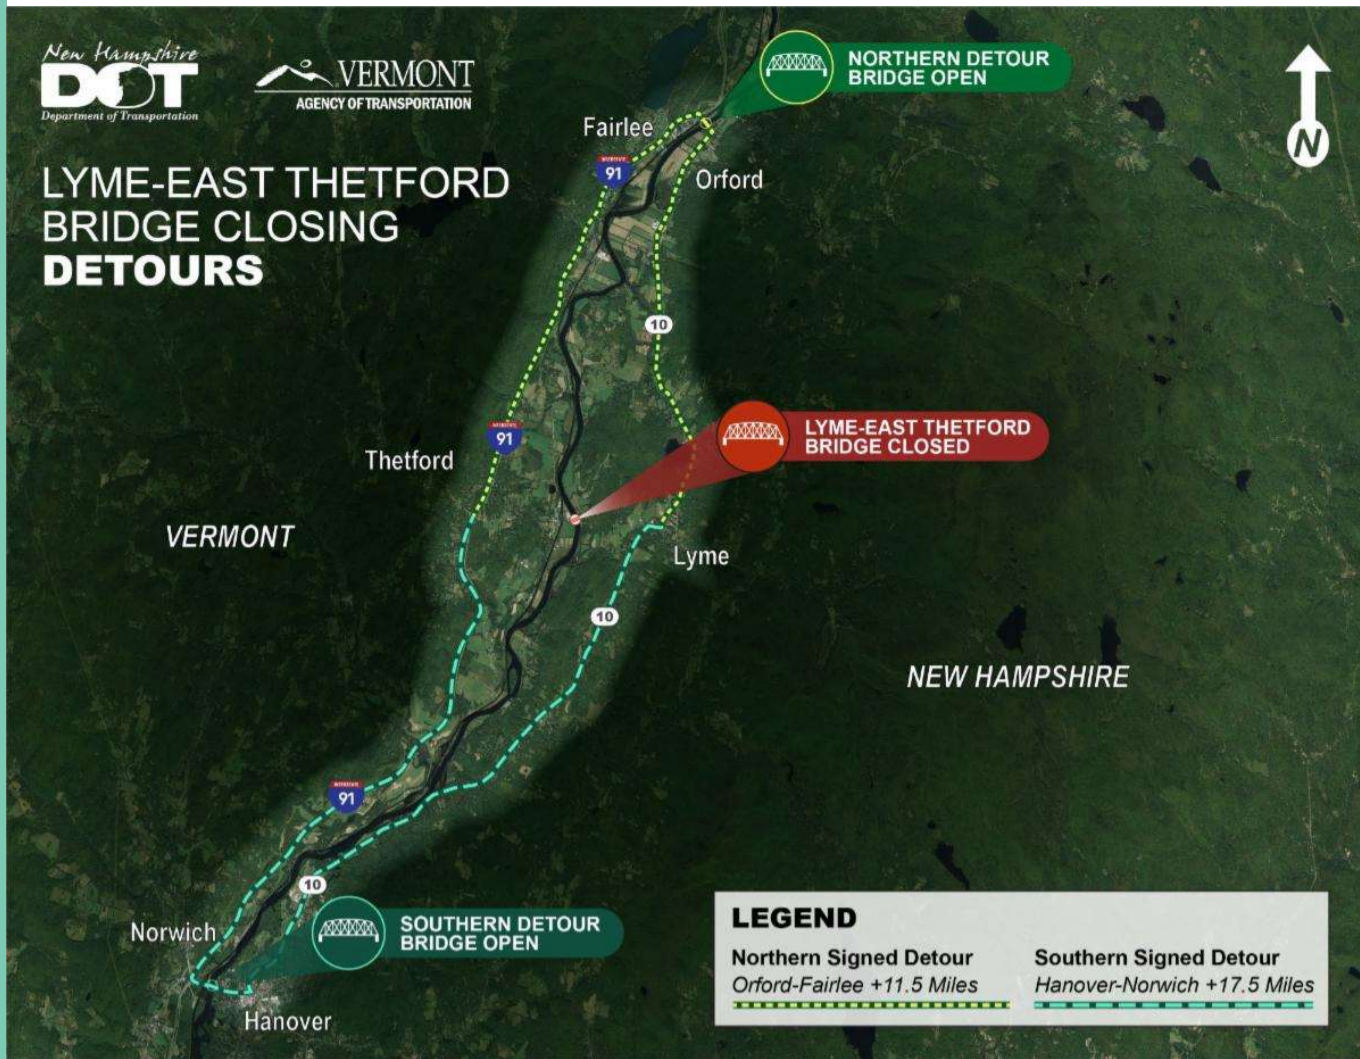 New Hampshire
DOT
Department of Transportation
VERMONT
AGENCY OF TRANSPORTATION
LYME-EAST THETFORD
BRIDGE CLOSING
DETOURS
NORTHERN DETOUR
BRIDGE OPEN
N
Fairlee
91
Orford
10
LYME-EAST THETFORD
BRIDGE CLOSED
91
Thetford
VERMONT
Lyme
10
NEW HAMPSHIRE
91
10
Norwich
SOUTHERN DETOUR
BRIDGE OPEN
Hanover
LEGEND
Northern Signed Detour
Orford-Fairlee +11.5 Miles
Southern Signed Detour
Hanover-Norwich +17.5 Miles